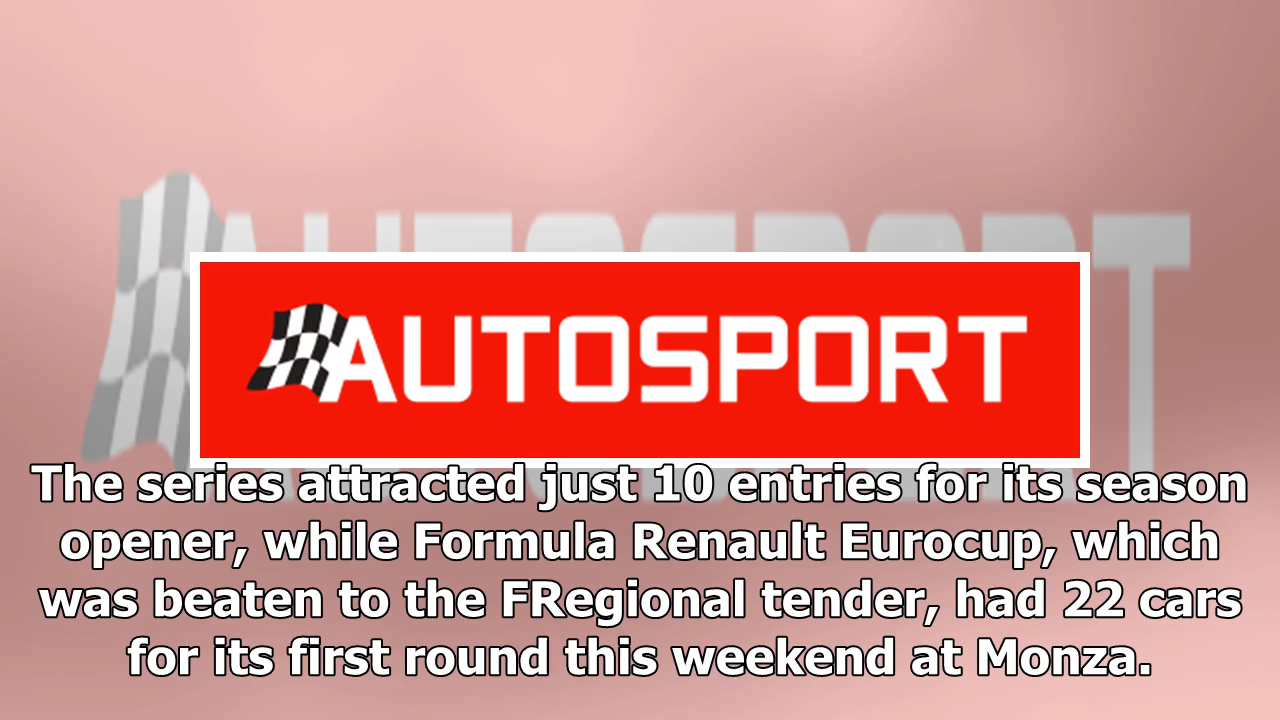 AUTOSPORT
The series attracted just 10 entries for its season
opener, while Formula Renault Eurocup, which
was beaten to the FRegional tender, had 22 cars
for its first round this weekend at Monza.